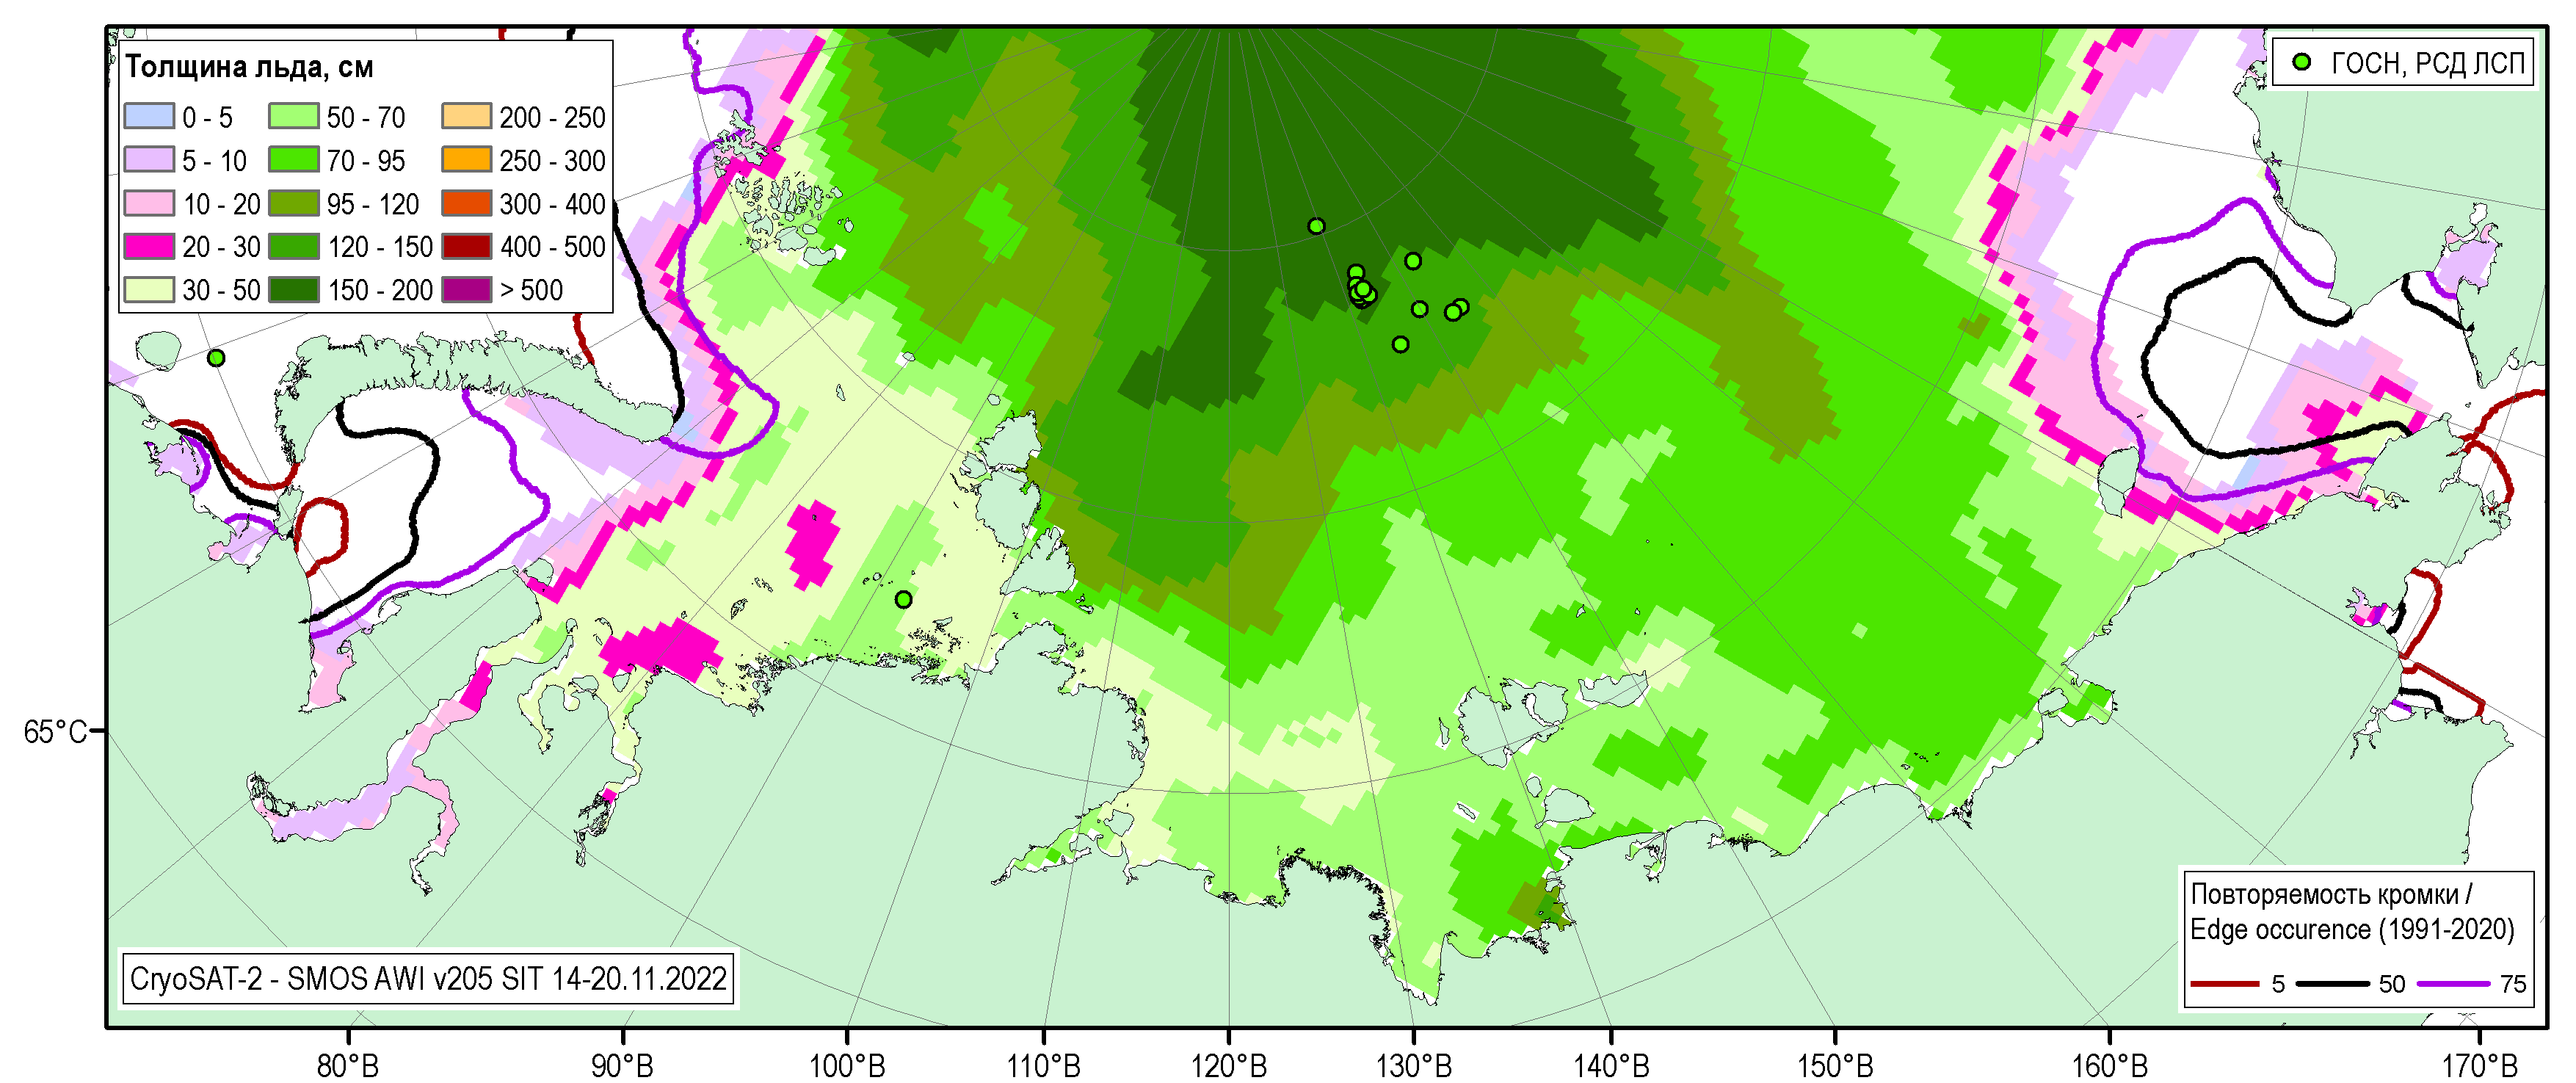 Толщина льда, см
0 - 5
50 - 70
200 - 250
5 - 10
70 - 95
250 - 300
10 - 20
95 - 120
300 - 400
20 - 30
120 - 150
400 - 500
30 - 50
150 - 200
> 500
ГОСН, РСД ЛСП
65°С
CryoSAT-2 - SMOS AWI v205 SIT 14-20.11.2022
Повторяемость кромки /
Edge occurence (1991-2020)
5 50 75
80°В 90°В 100°В 110°В 120°В 130°В 140°В 150°В 160°В 170°В